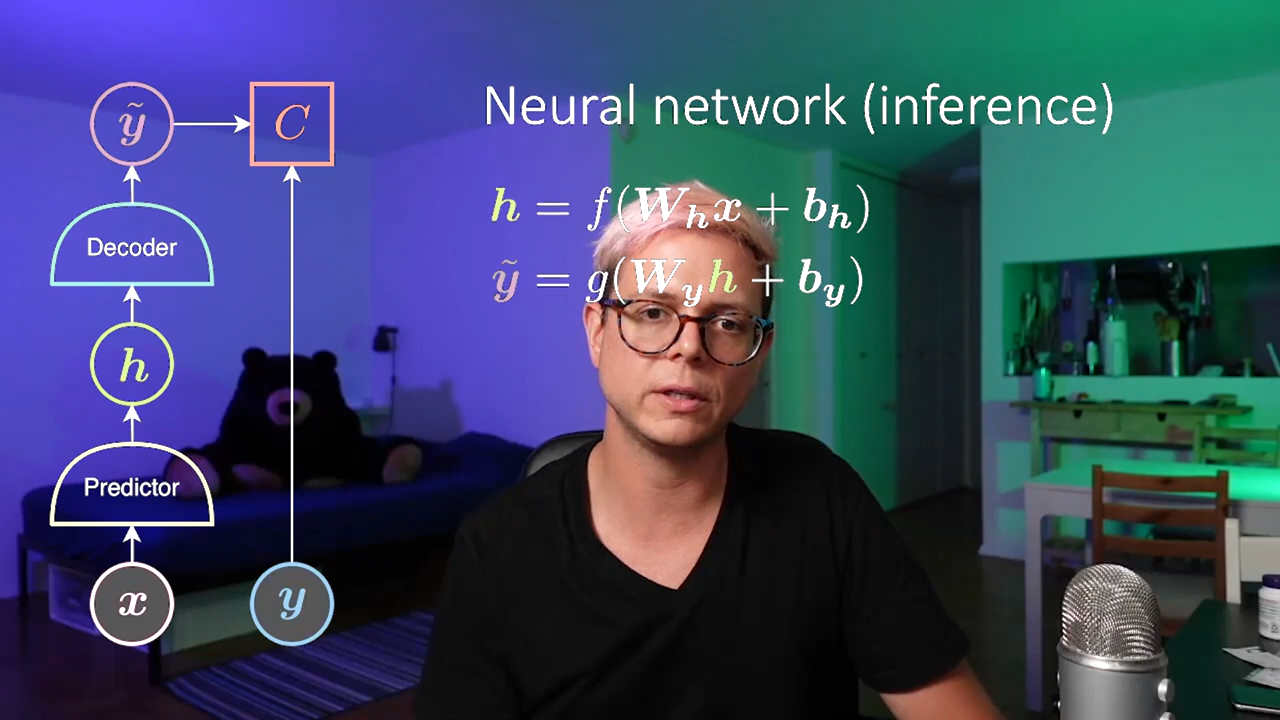 Neural network (inference)
h = f(W_h x + b_h)
ỹ = g(W_y h + b_y)
ỹ
C
Decoder
h
Predictor
x
y